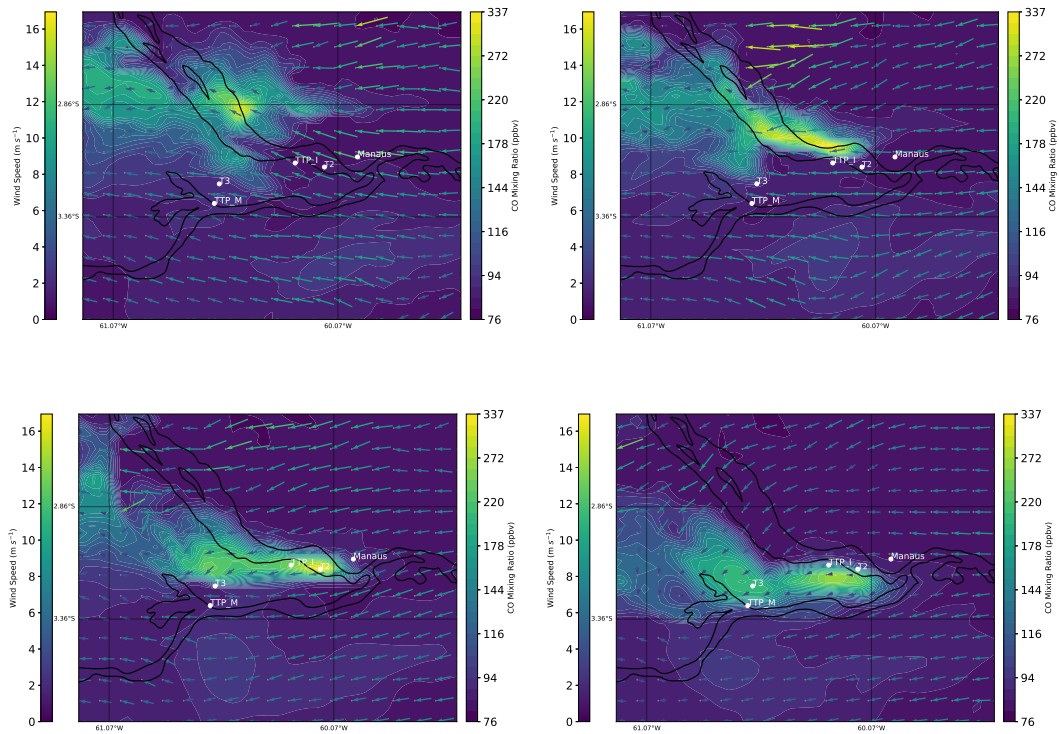 16
14
12
10
8
6
4
2
0
Wind Speed (m s⁻¹)
2.86°S
3.36°S
61.07°W
60.07°W
Manaus
TTP_I
T2
T3
TTP_M
337
272
220
178
144
116
94
76
CO Mixing Ratio (ppbv)
16
14
12
10
8
6
4
2
0
Wind Speed (m s⁻¹)
2.86°S
3.36°S
61.07°W
60.07°W
Manaus
TTP_I
T2
T3
TTP_M
337
272
220
178
144
116
94
76
CO Mixing Ratio (ppbv)
16
14
12
10
8
6
4
2
0
Wind Speed (m s⁻¹)
2.86°S
3.36°S
61.07°W
60.07°W
Manaus
T2
T3
TTP_M
337
272
220
178
144
116
94
76
CO Mixing Ratio (ppbv)
16
14
12
10
8
6
4
2
0
Wind Speed (m s⁻¹)
2.86°S
3.36°S
61.07°W
60.07°W
Manaus
TTP_I
T2
T3
TTP_M
337
272
220
178
144
116
94
76
CO Mixing Ratio (ppbv)